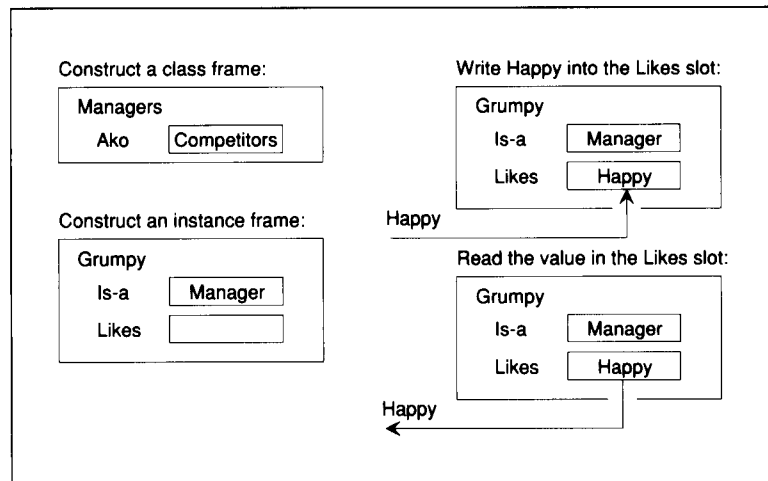 Construct a class frame:
Managers
Ako Competitors
Construct an instance frame:
Grumpy
Is-a Manager
Likes
Write Happy into the Likes slot:
Grumpy
Is-a Manager
Likes Happy
Happy
Read the value in the Likes slot:
Grumpy
Is-a Manager
Likes Happy
Happy